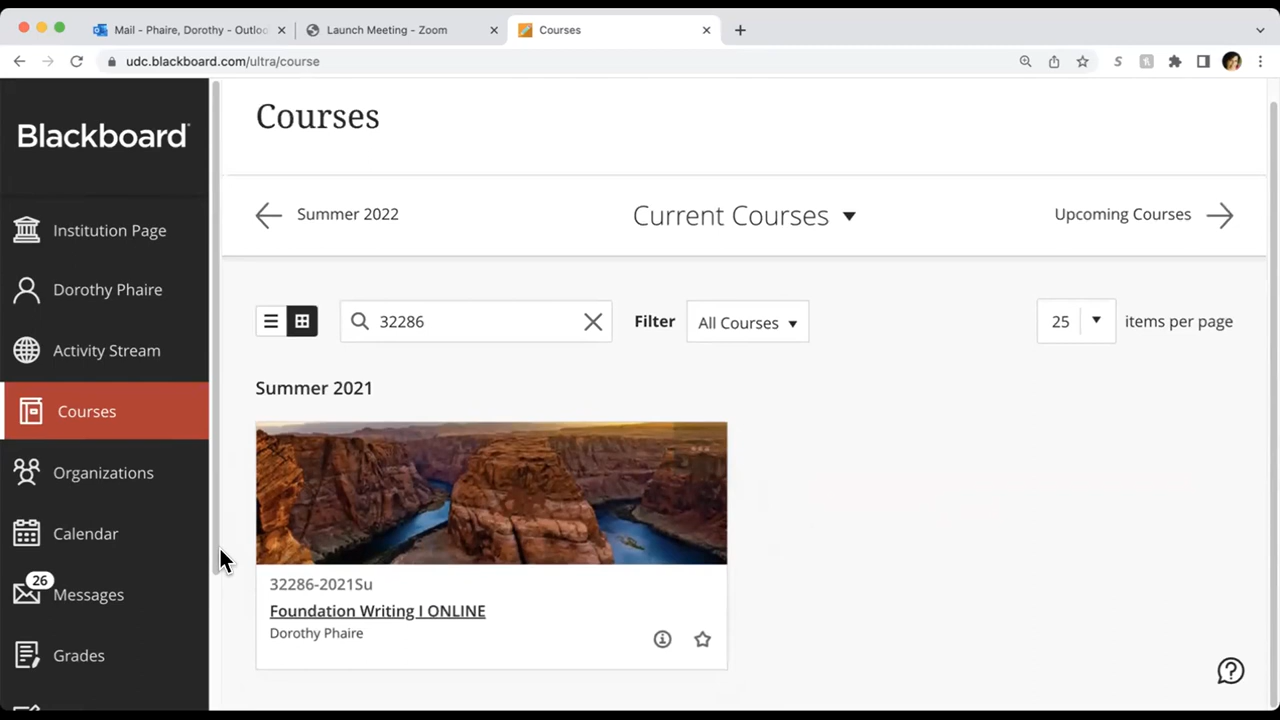 Mail - Phaire, Dorothy - Outloo
Launch Meeting - Zoom
Courses
udc.blackboard.com/ultra/course
S
Blackboard
Institution Page
Dorothy Phaire
Activity Stream
Courses
Organizations
Calendar
26
Messages
Grades
Courses
Summer 2022
Current Courses
Upcoming Courses
32286
Filter
All Courses
25
items per page
Summer 2021
32286-2021Su
Foundation Writing I ONLINE
Dorothy Phaire